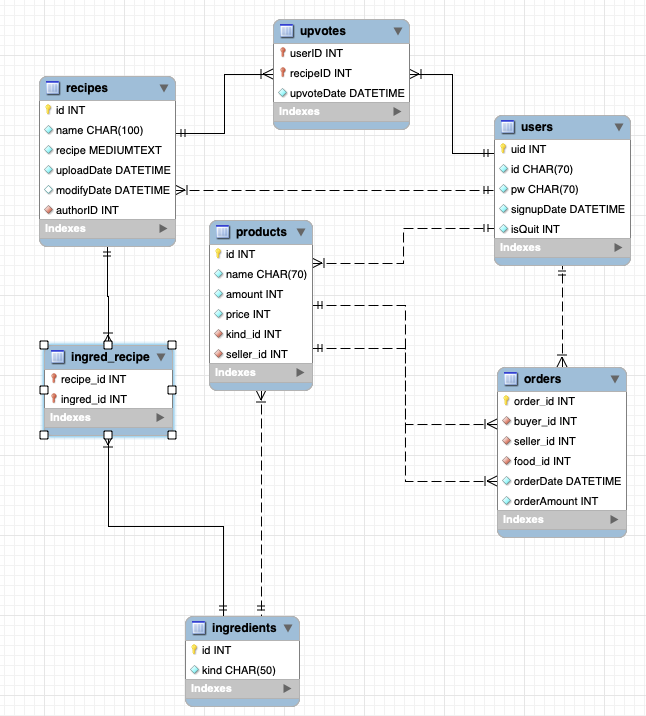 upvotes
userID INT
recipeID INT
upvoteDate DATETIME
Indexes
recipes
id INT
name CHAR(100)
recipe MEDIUMTEXT
uploadDate DATETIME
modifyDate DATETIME
authorID INT
Indexes
users
uid INT
id CHAR(70)
pw CHAR(70)
signupDate DATETIME
isQuit INT
Indexes
products
id INT
name CHAR(70)
amount INT
price INT
kind_id INT
seller_id INT
Indexes
ingred_recipe
recipe_id INT
ingred_id INT
Indexes
orders
order_id INT
buyer_id INT
seller_id INT
food_id INT
orderDate DATETIME
orderAmount INT
Indexes
ingredients
id INT
kind CHAR(50)
Indexes